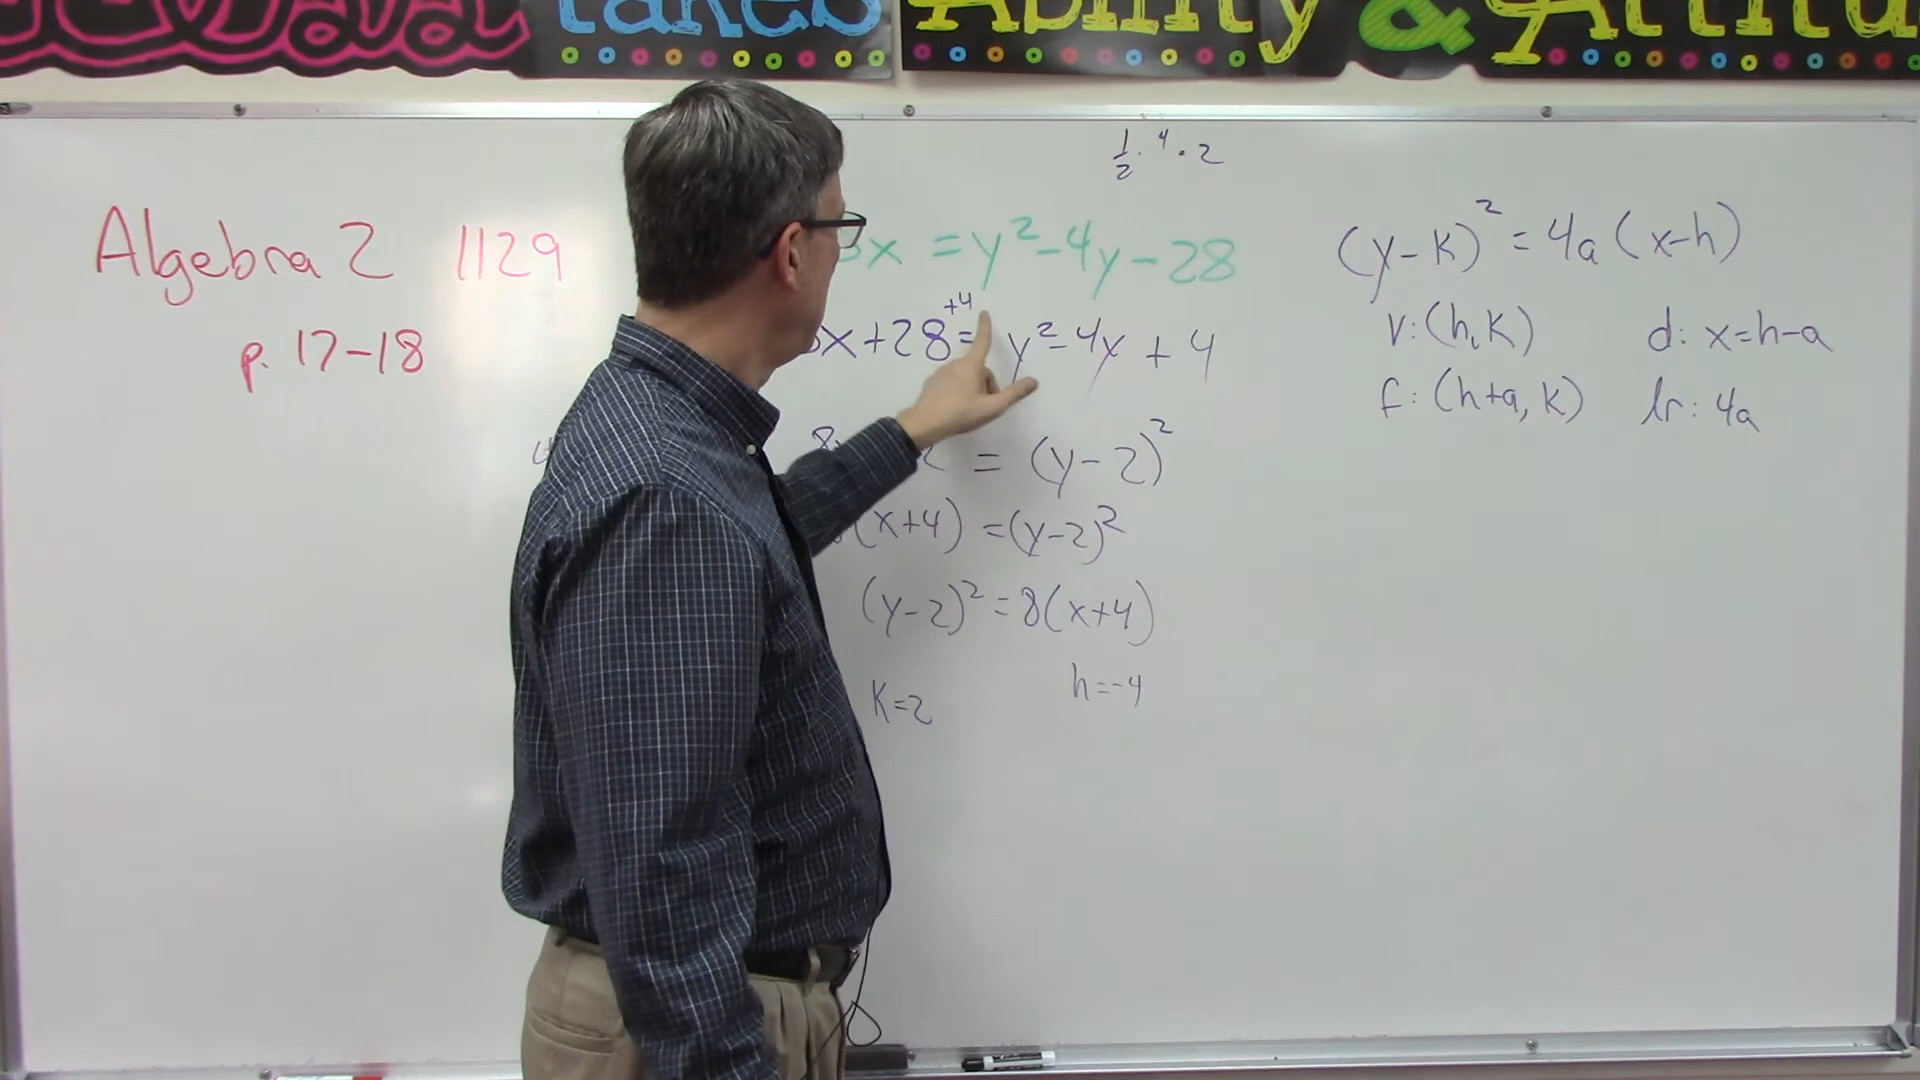 takes Ability &
Algebra 2 1129
p. 17-18
1/2 · 4 · 2
x = y² - 4y - 28
x + 28 +4 = y² - 4y + 4
= (y - 2)²
(x + 4) = (y - 2)²
(y - 2)² = 8(x + 4)
K = 2 h = -4
(y - K)² = 4a (x - h)
V: (h, K) d: x = h - a
f: (h + a, K) lr: 4a